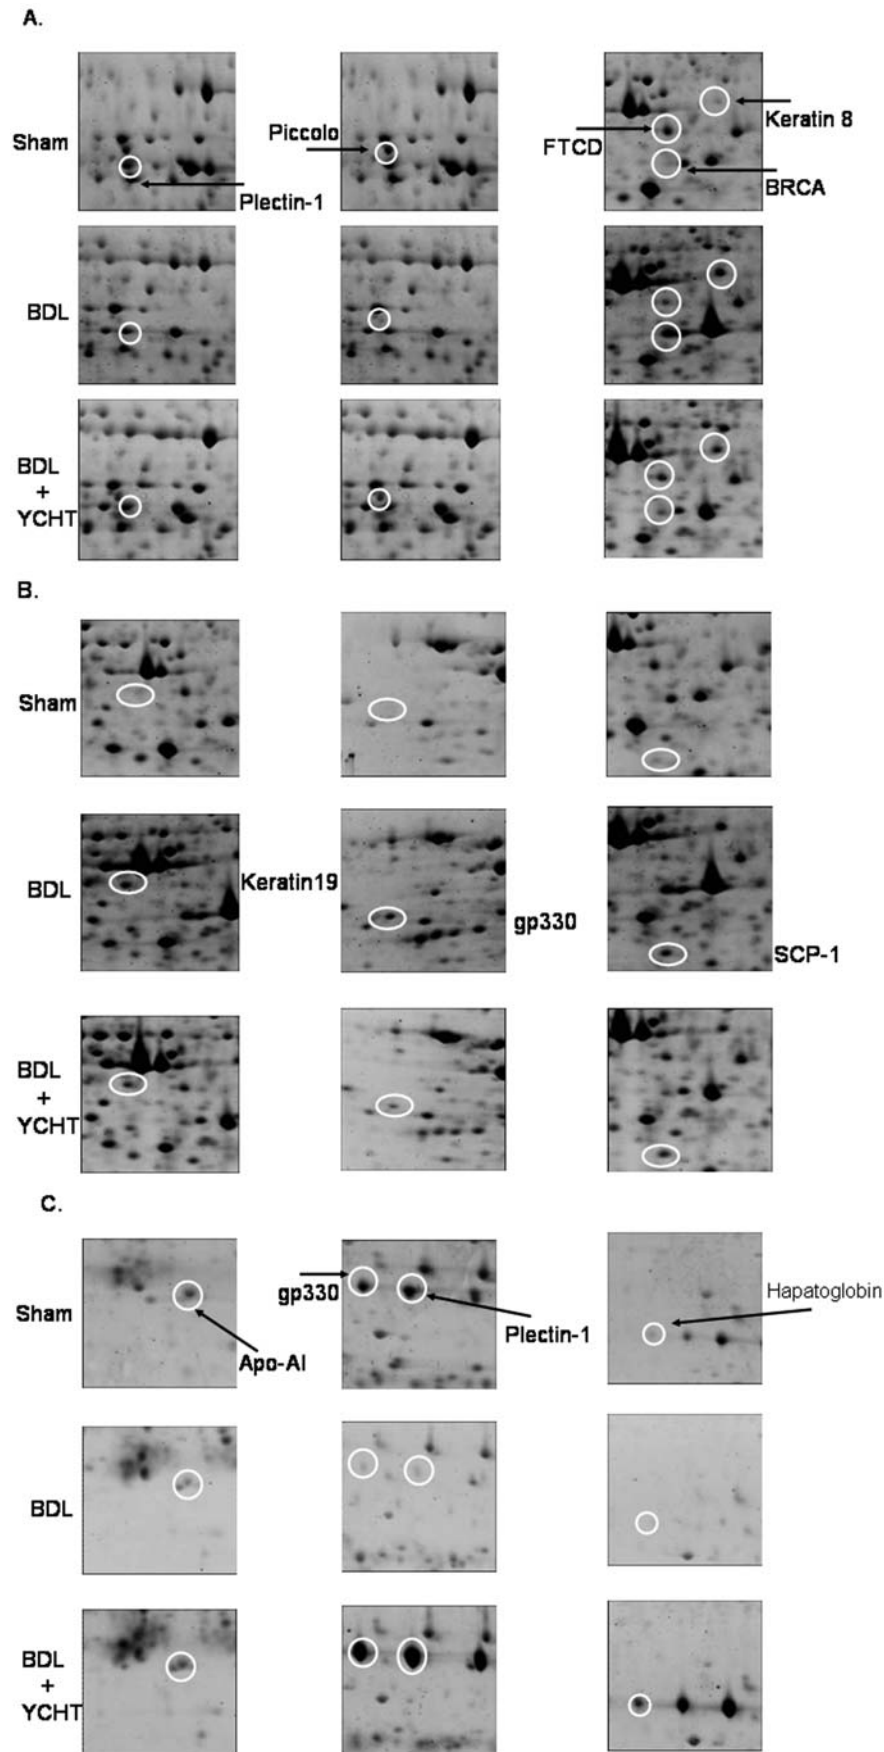 A.
Sham
Piccolo
Plectin-1
FTCD
Keratin 8
BRCA
BDL
BDL
+
YCHT
B.
Sham
BDL
Keratin19
gp330
SCP-1
BDL
+
YCHT
C.
Sham
Apo-AI
gp330
Plectin-1
Hapatoglobin
BDL
BDL
+
YCHT